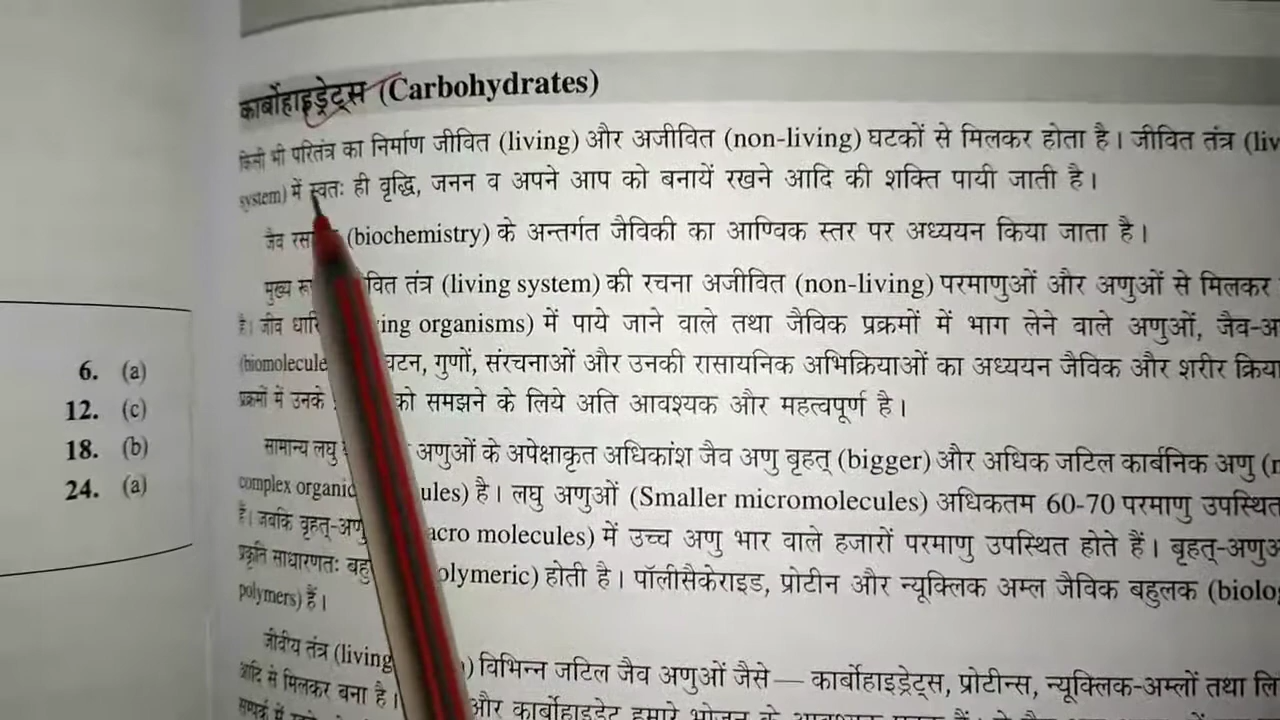 6. (a)
12. (c)
18. (b)
24. (a)
कार्बोहाइड्रेट्स (Carbohydrates)
किसी भी परितंत्र का निर्माण जीवित (living) और अजीवित (non-living) घटकों से मिलकर होता है। जीवित तंत्र (liv
system) में स्वतः ही वृद्धि, जनन व अपने आप को बनायें रखने आदि की शक्ति पायी जाती है।
जैव (biochemistry) के अन्तर्गत जैविकी का आण्विक स्तर पर अध्ययन किया जाता है।
मुख्य तंत्र (living system) की रचना अजीवित (non-living) परमाणुओं और अणुओं से मिलकर
है। जीव organisms) में पाये जाने वाले तथा जैविक प्रक्रमों में भाग लेने वाले अणुओं,
(biomolecule गुणों, संरचनाओं और उनकी रासायनिक अभिक्रियाओं का अध्ययन जैविक और शरीर क्रिया
प्रक्रमों में उनके को समझने के लिये अति आवश्यक और महत्वपूर्ण है।
सामान्य लघु अणुओं के अपेक्षाकृत अधिकांश जैव अणु बृहत् (bigger) और अधिक जटिल कार्बनिक अणु
complex organic ules) है। लघु अणुओं (Smaller micromolecules) अधिकतम 60-70 परमाणु उपस्थित
हैं। जबकि वृहत्-अणु acro molecules) में उच्च अणु भार वाले हजारों परमाणु उपस्थित होते हैं। बृहत्-अणुअ
प्रकृति साधारणतः बहु olymeric) होती है। पॉलीसैकेराइड, प्रोटीन और न्यूक्लिक अम्ल जैविक बहुलक (biolo
polymers) हैं।
जीवीय तंत्र (living ) विभिन्न जटिल जैव अणुओं जैसे — कार्बोहाइड्रेट्स, प्रोटीन्स, न्यूक्लिक-अम्लों तथा लि
आदि से मिलकर बना है।
और कार्बोहाइड्रेट हमारे भोजन के